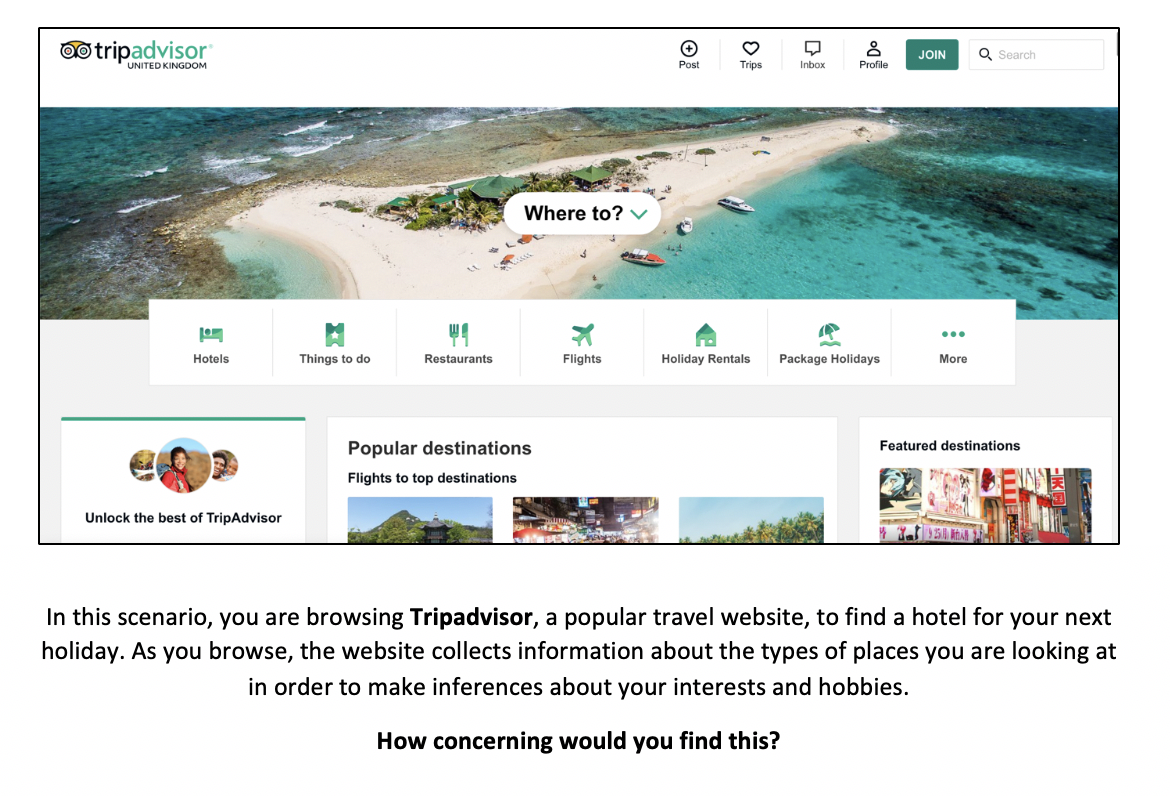 tripadvisor®
UNITED KINGDOM
Post
Trips
Inbox
Profile
JOIN
Search
Where to?
Hotels
Things to do
Restaurants
Flights
Holiday Rentals
Package Holidays
More
Unlock the best of TripAdvisor
Popular destinations
Flights to top destinations
Featured destinations
In this scenario, you are browsing Tripadvisor, a popular travel website, to find a hotel for your next
holiday. As you browse, the website collects information about the types of places you are looking at
in order to make inferences about your interests and hobbies.
How concerning would you find this?